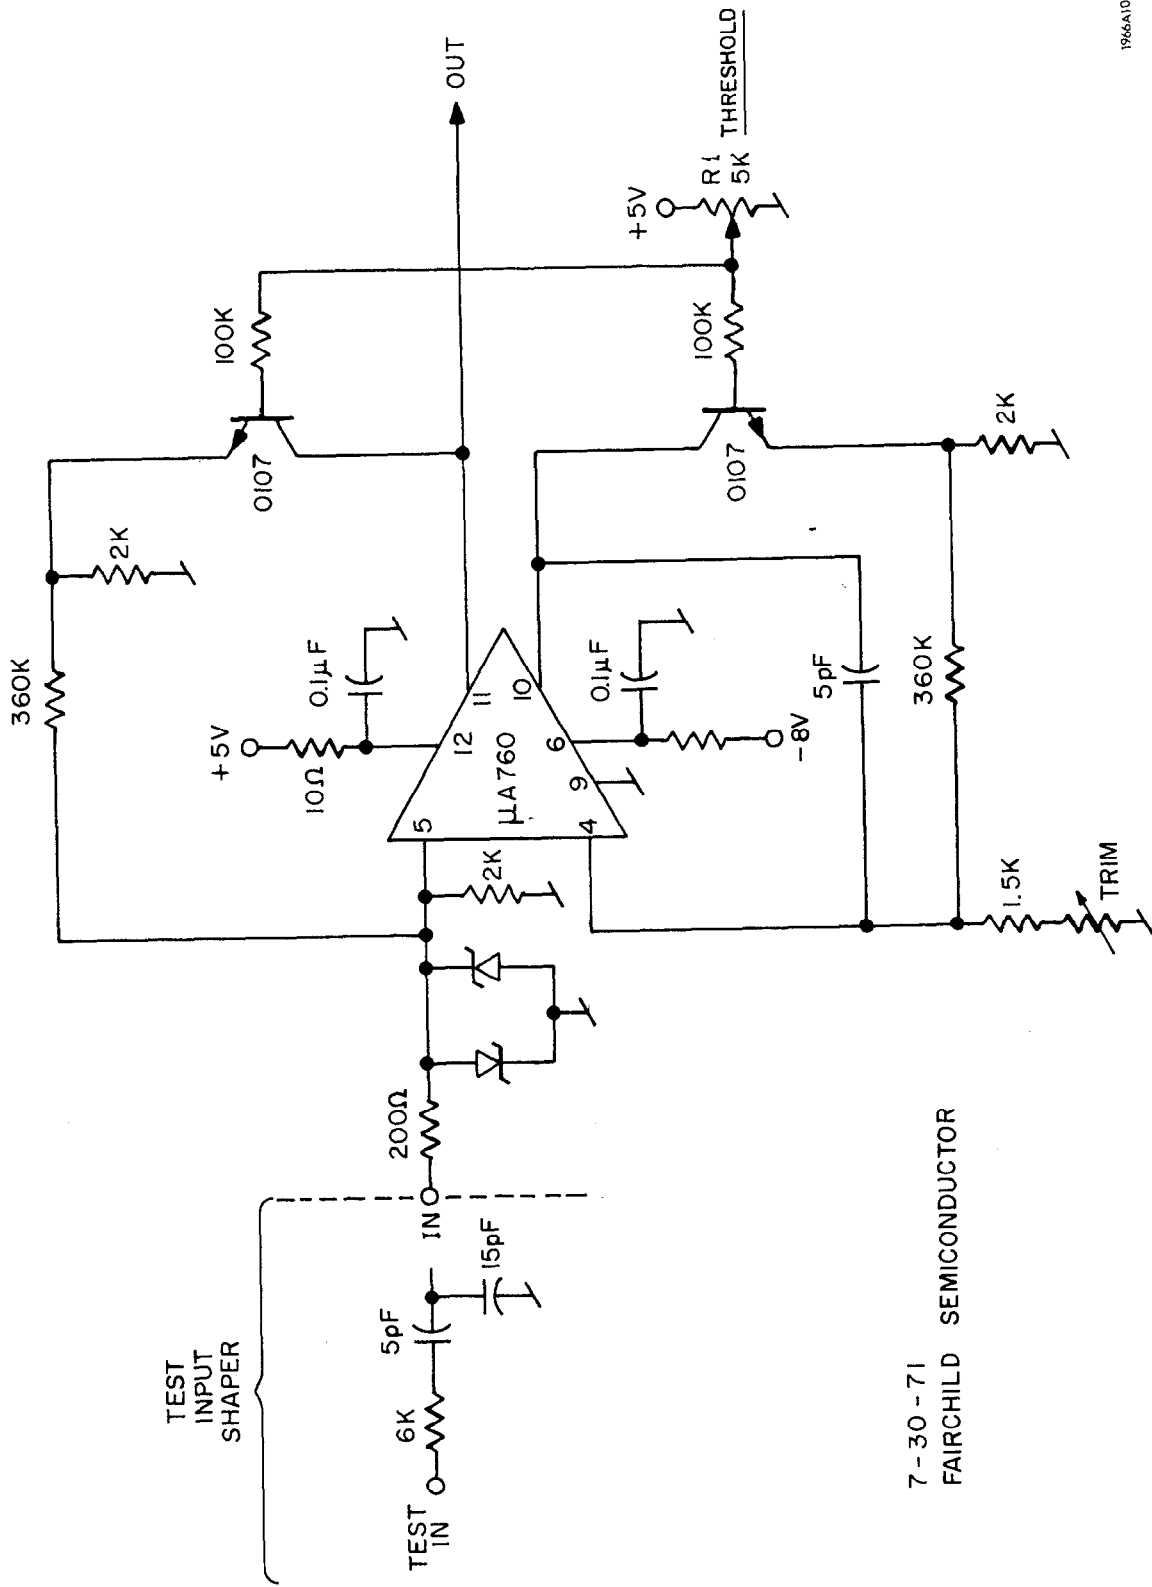 TEST
INPUT
SHAPER
TEST
IN
6K
5pF
15pF
IN
200Ω
360K
2K
+5V
10Ω
0.1µF
2K
5
12
11
µA760
4
9
6
10
0.1µF
-8V
5pF
360K
1.5K
TRIM
0107
100K
OUT
0107
100K
2K
+5V
R1
5K THRESHOLD
7-30-71
FAIRCHILD SEMICONDUCTOR
1966A10